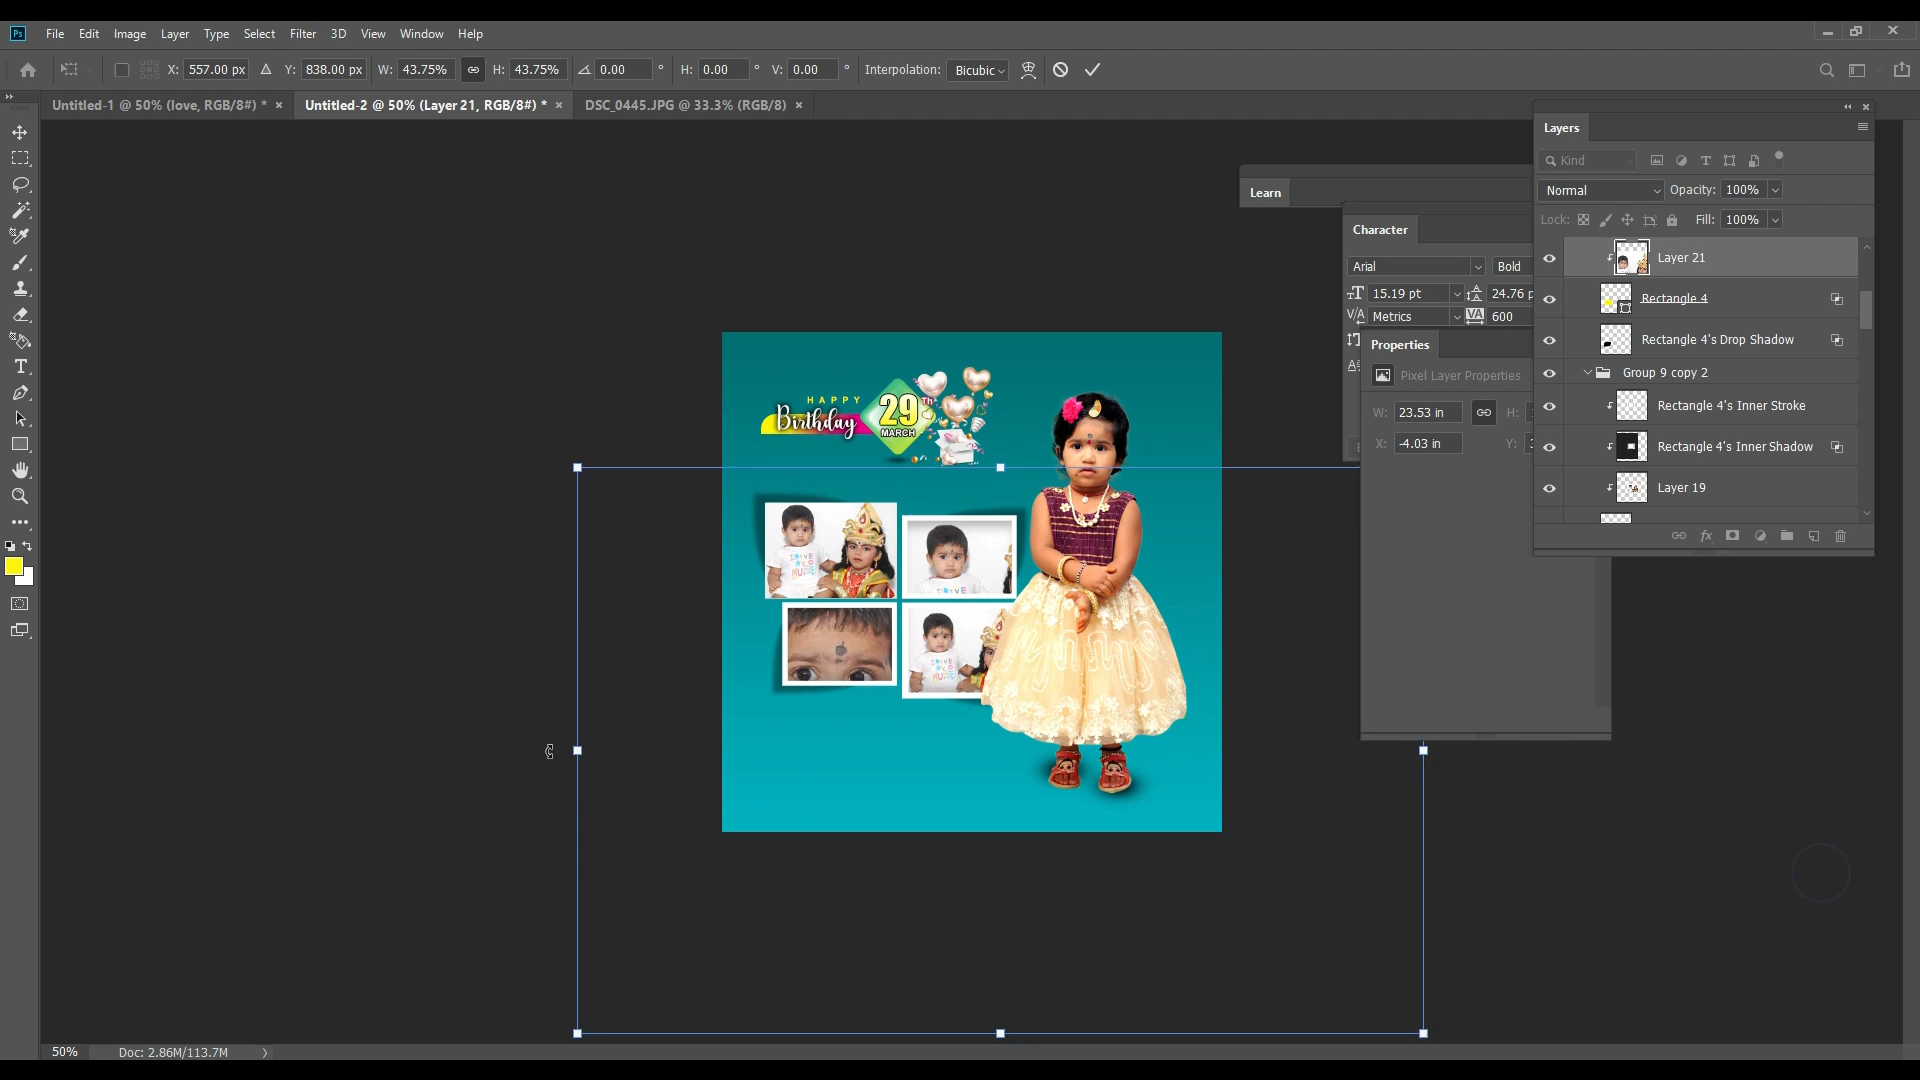 Ps File Edit Image Layer Type Select Filter 3D View Window Help
X: 557.00 px Y: 838.00 px W: 43.75% H: 43.75% 0.00 ° H: 0.00 ° V: 0.00 ° Interpolation: Bicubic
Untitled-1 @ 50% (love, RGB/8#) * × Untitled-2 @ 50% (Layer 21, RGB/8#) * × DSC_0445.JPG @ 33.3% (RGB/8) ×
Layers
Kind
Normal Opacity: 100%
Lock: Fill: 100%
Layer 21
Rectangle 4
Rectangle 4's Drop Shadow
Group 9 copy 2
Rectangle 4's Inner Stroke
Rectangle 4's Inner Shadow
Layer 19
Learn
Character
Arial Bold
15.19 pt 24.76 p
Metrics 600
Properties
Pixel Layer Properties
W: 23.53 in H:
X: -4.03 in Y:
HAPPY
Birthday
29
Th
MARCH
50% Doc: 2.86M/113.7M